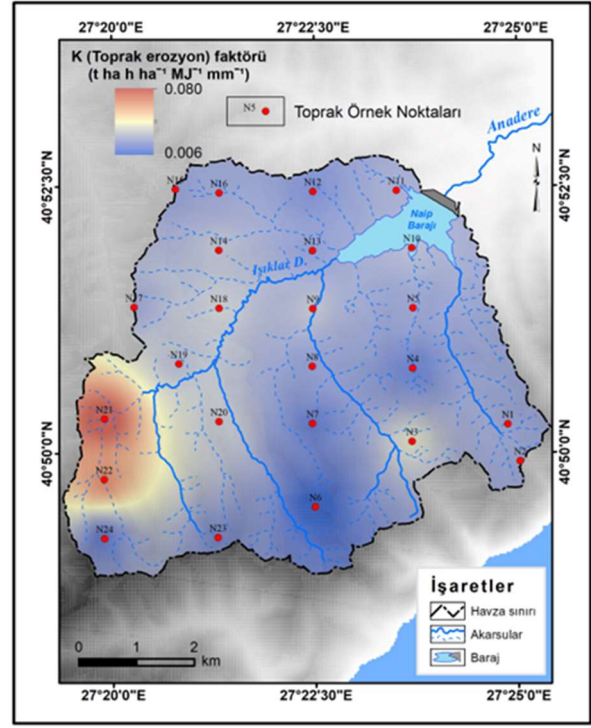 27°20'0"E 27°22'30"E 27°25'0"E
K (Toprak erozyon) faktörü
(t ha h ha⁻¹ MJ⁻¹ mm⁻¹)
0.080
0.006
N5 Toprak Örnek Noktaları
Anadere
N
40°52'30"N 40°52'30"N
N15 N16 N12 N11
Naip
Barajı
N14 N13 N10
Işıklar D.
N17 N18 N9 N5
N19 N8 N4
N21 N20 N7 N3 N1
40°50'0"N 40°50'0"N
N22 N2
N6
N24 N23
İşaretler
Havza sınırı
Akarsular
Baraj
0 1 2
km
27°20'0"E 27°22'30"E 27°25'0"E